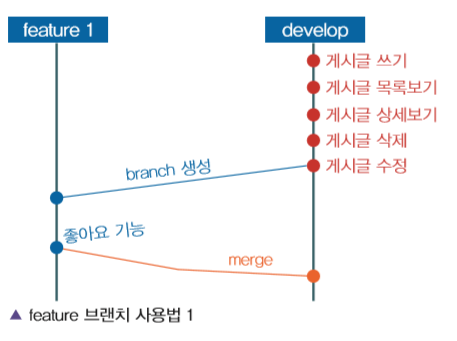 feature 1
develop
게시글 쓰기
게시글 목록보기
게시글 상세보기
게시글 삭제
게시글 수정
branch 생성
좋아요 기능
merge
▲ feature 브랜치 사용법 1